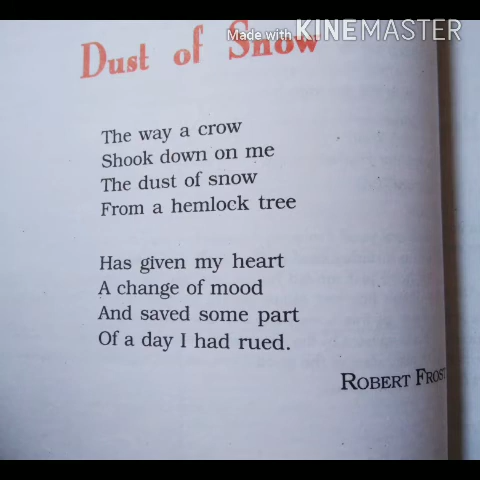 Made with KINEMASTER
Dust of Snow
The way a crow
Shook down on me
The dust of snow
From a hemlock tree
Has given my heart
A change of mood
And saved some part
Of a day I had rued.
ROBERT FROST